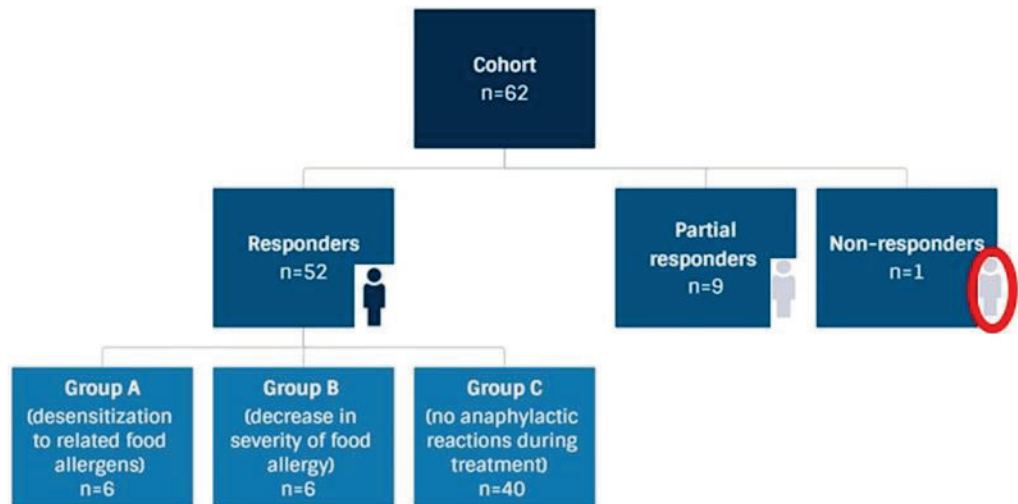 Cohort
n=62
Responders
n=52
Partial
responders
n=9
Non-responders
n=1
Group A
(desensitization
to related food
allergens)
n=6
Group B
(decrease in
severity of food
allergy)
n=6
Group C
(no anaphylactic
reactions during
treatment)
n=40